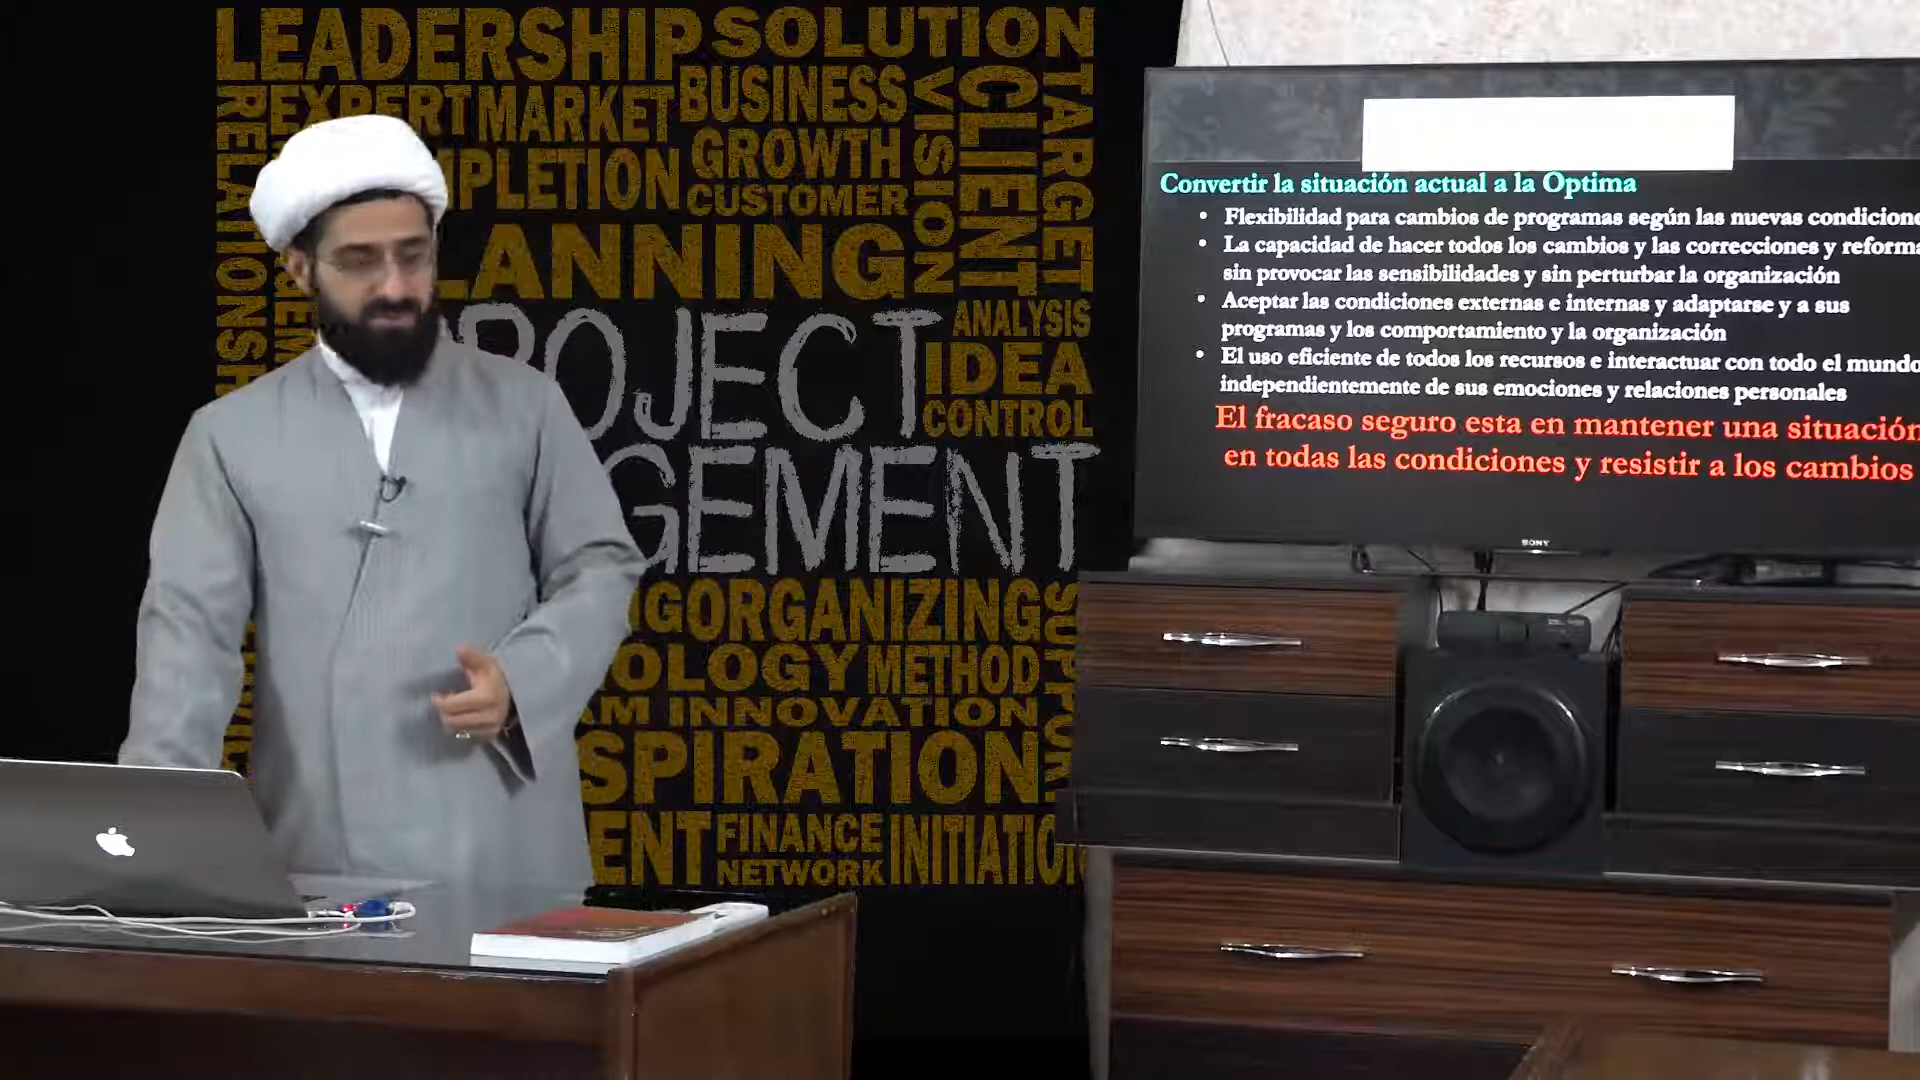 LEADERSHIP SOLUTION
EXPERT MARKET BUSINESS
VISION
CLIENT
TARGET
GROWTH
CUSTOMER
RELATIONSH
ANALYSIS
IDEA
CONTROL
ORGANIZING
METHOD
INNOVATION
FINANCE
NETWORK
Convertir la situación actual a la Optima
• Flexibilidad para cambios de programas según las nuevas condicione
• La capacidad de hacer todos los cambios y las correcciones y reforma
sin provocar las sensibilidades y sin perturbar la organización
• Aceptar las condiciones externas e internas y adaptarse y a sus
programas y los comportamiento y la organización
• El uso eficiente de todos los recursos e interactuar con todo el mundo
independientemente de sus emociones y relaciones personales
El fracaso seguro esta en mantener una situación
en todas las condiciones y resistir a los cambios
SONY